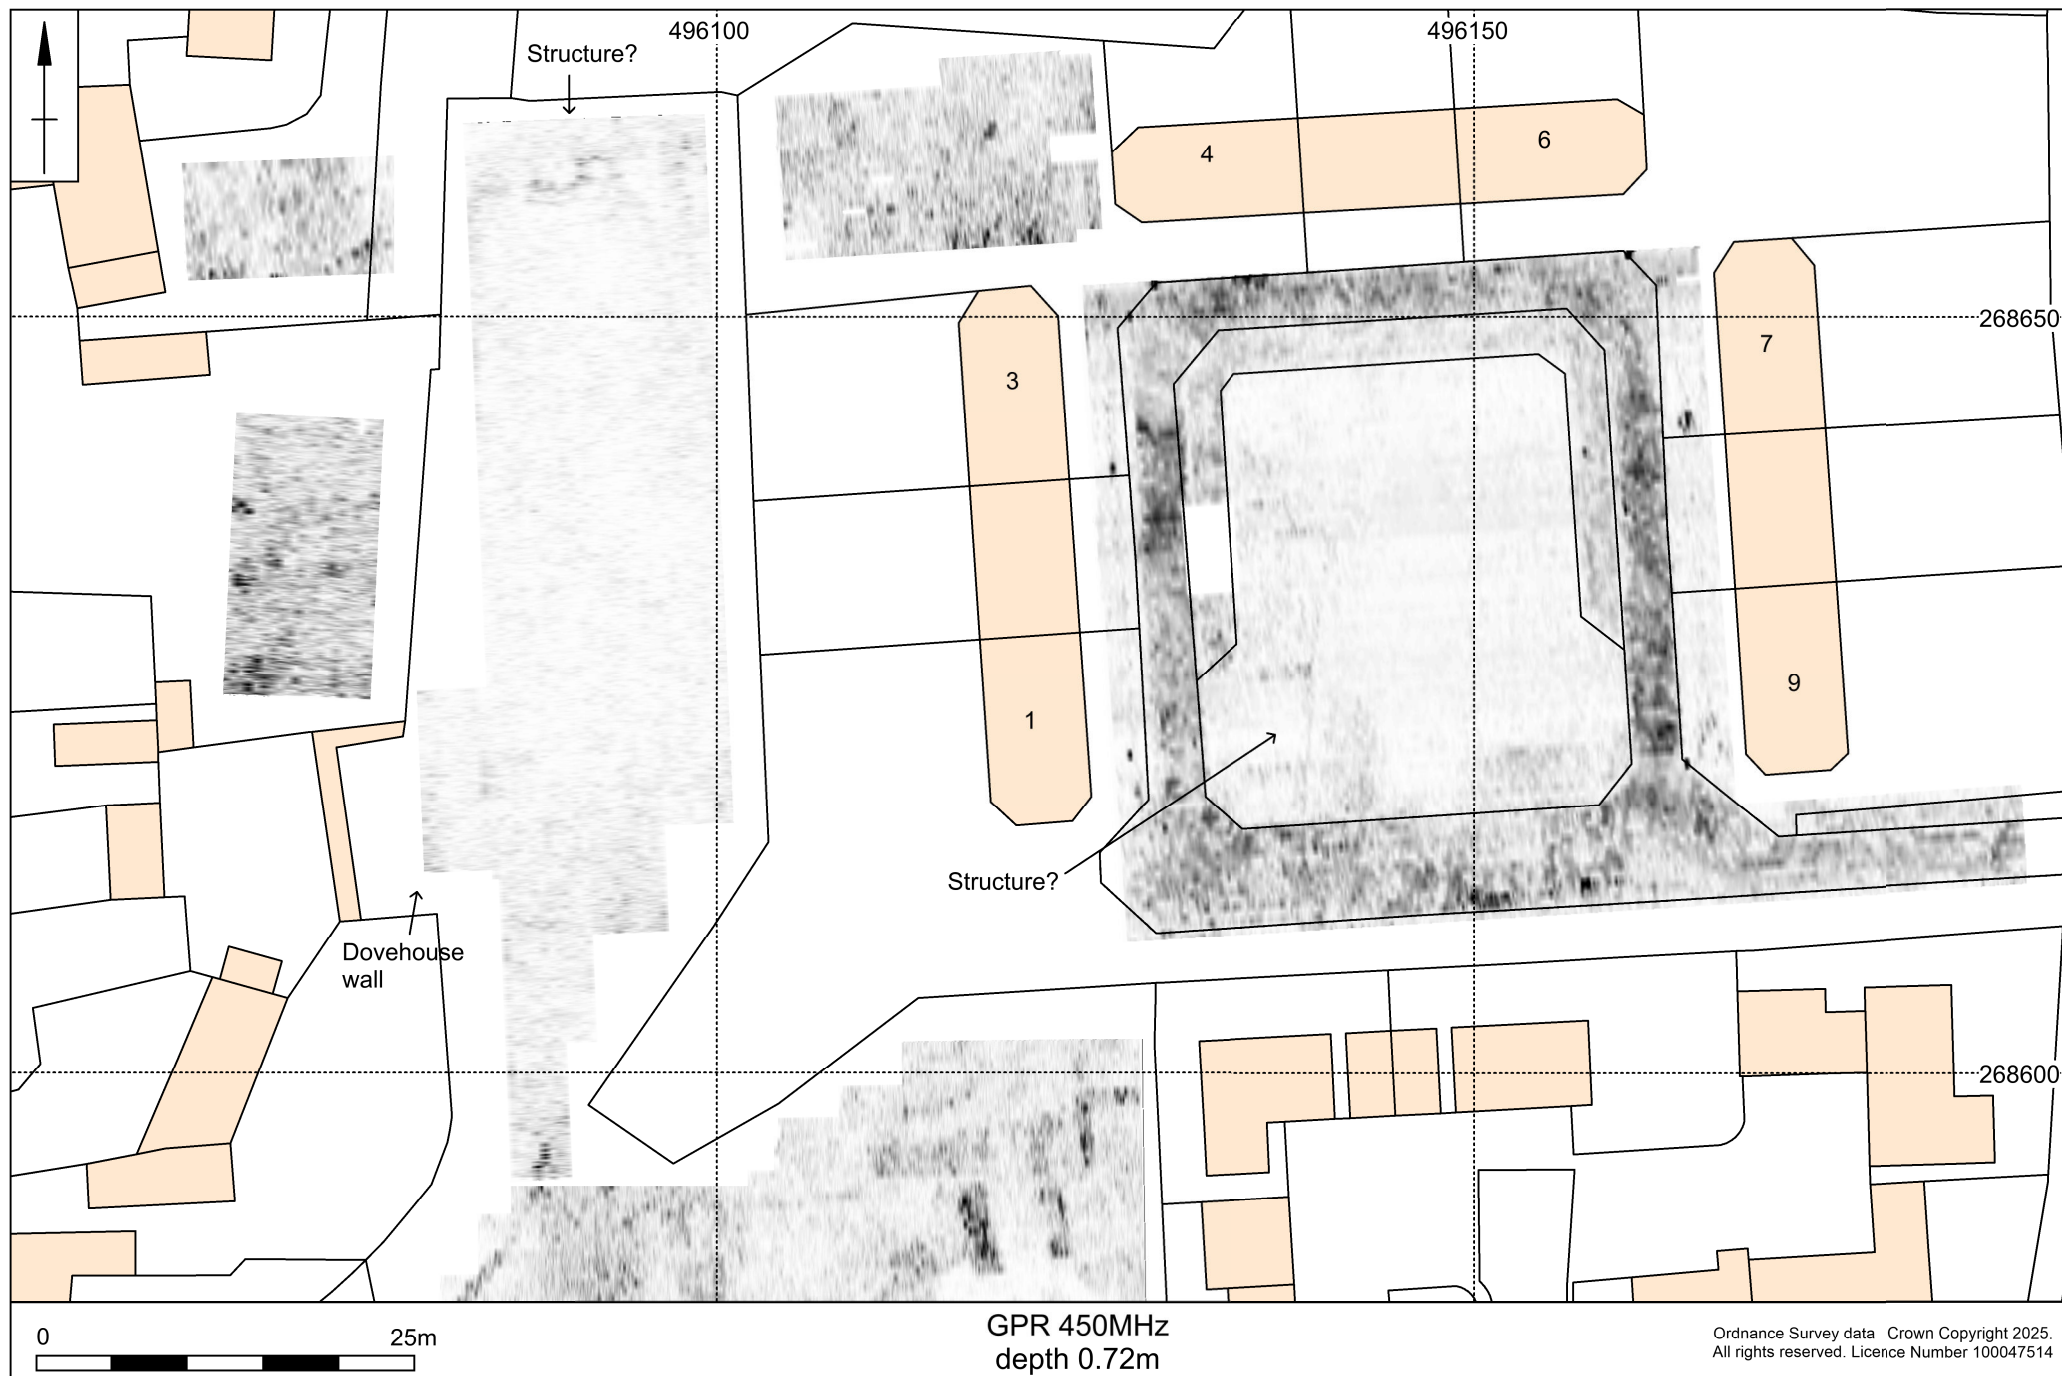 496100
496150
Structure?
4
6
268650
7
3
9
1
Structure?
Dovehouse
wall
268600
0
25m
GPR 450MHz
depth 0.72m
Ordnance Survey data Crown Copyright 2025.
All rights reserved. Licence Number 100047514